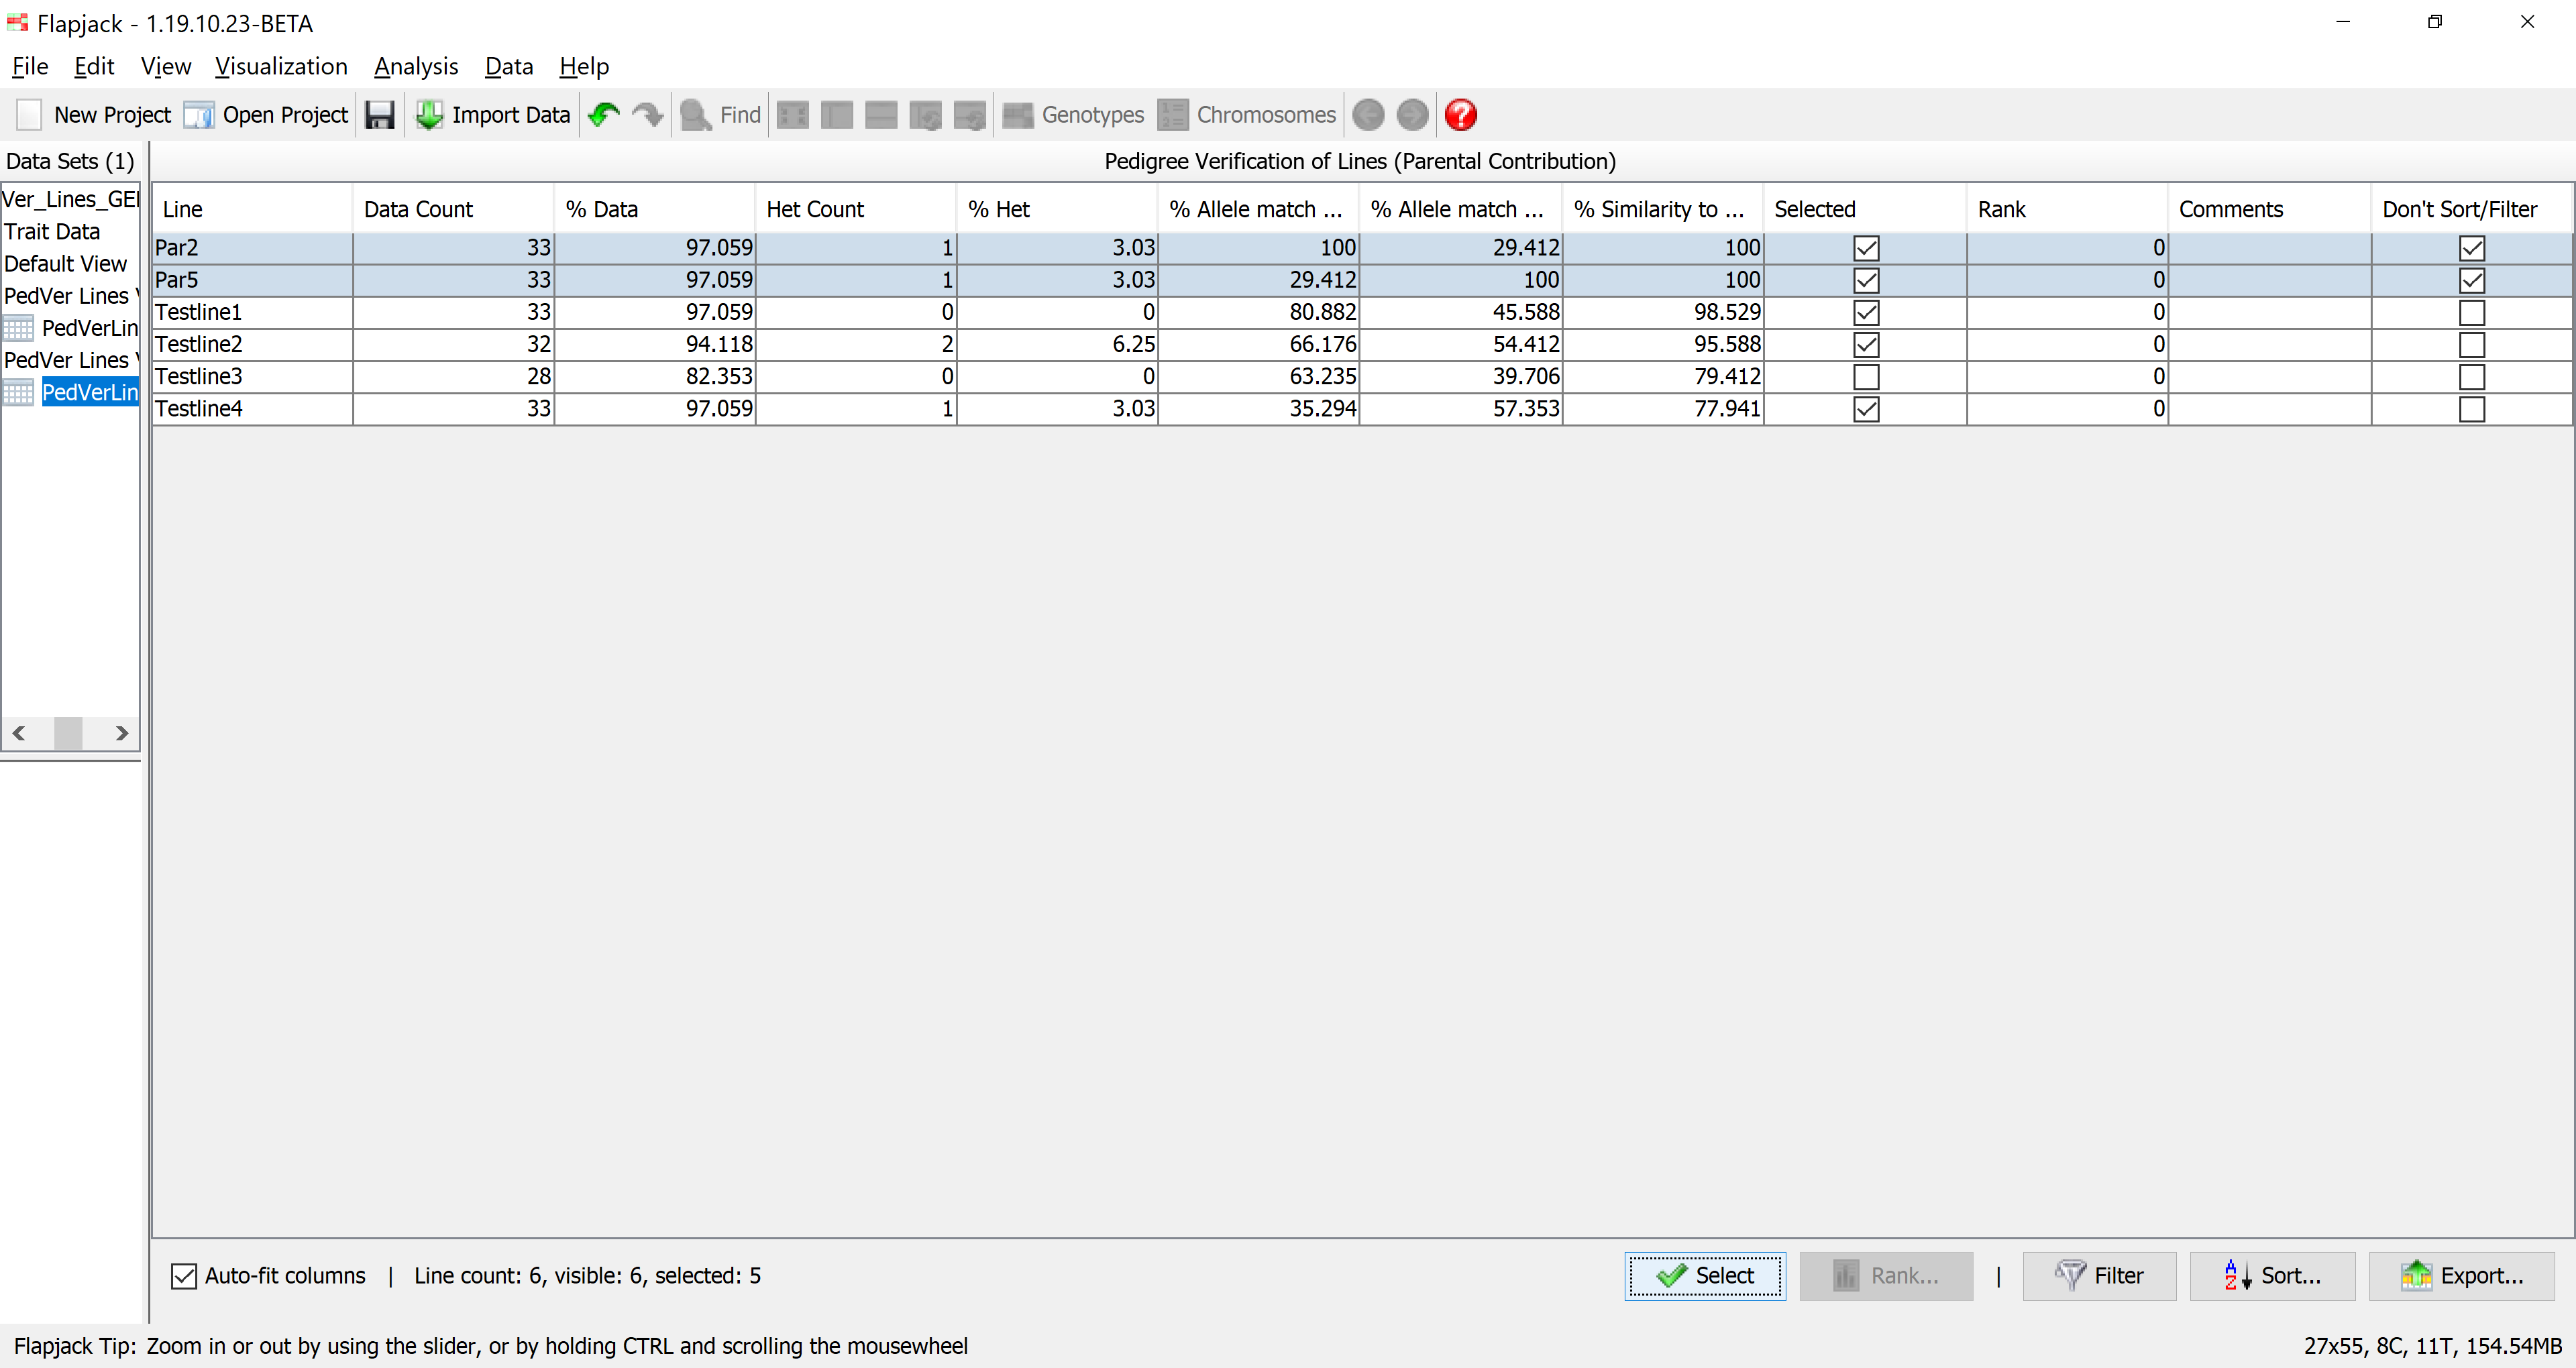 Flapjack - 1.19.10.23-BETA
File Edit View Visualization Analysis Data Help
New Project Open Project Import Data Find Genotypes Chromosomes
Data Sets (1)
Ver_Lines_GE
Trait Data
Default View
PedVer Lines
PedVerLin
PedVer Lines
PedVerLin
Pedigree Verification of Lines (Parental Contribution)
Line Data Count % Data Het Count % Het % Allele match ... % Allele match ... % Similarity to ... Selected Rank Comments Don't Sort/Filter
Par2 33 97.059 1 3.03 100 29.412 100 0
Par5 33 97.059 1 3.03 29.412 100 100 0
Testline1 33 97.059 0 0 80.882 45.588 98.529 0
Testline2 32 94.118 2 6.25 66.176 54.412 95.588 0
Testline3 28 82.353 0 0 63.235 39.706 79.412 0
Testline4 33 97.059 1 3.03 35.294 57.353 77.941 0
Auto-fit columns | Line count: 6, visible: 6, selected: 5 Select Rank... | Filter Sort... Export...
Flapjack Tip: Zoom in or out by using the slider, or by holding CTRL and scrolling the mousewheel 27x55, 8C, 11T, 154.54MB